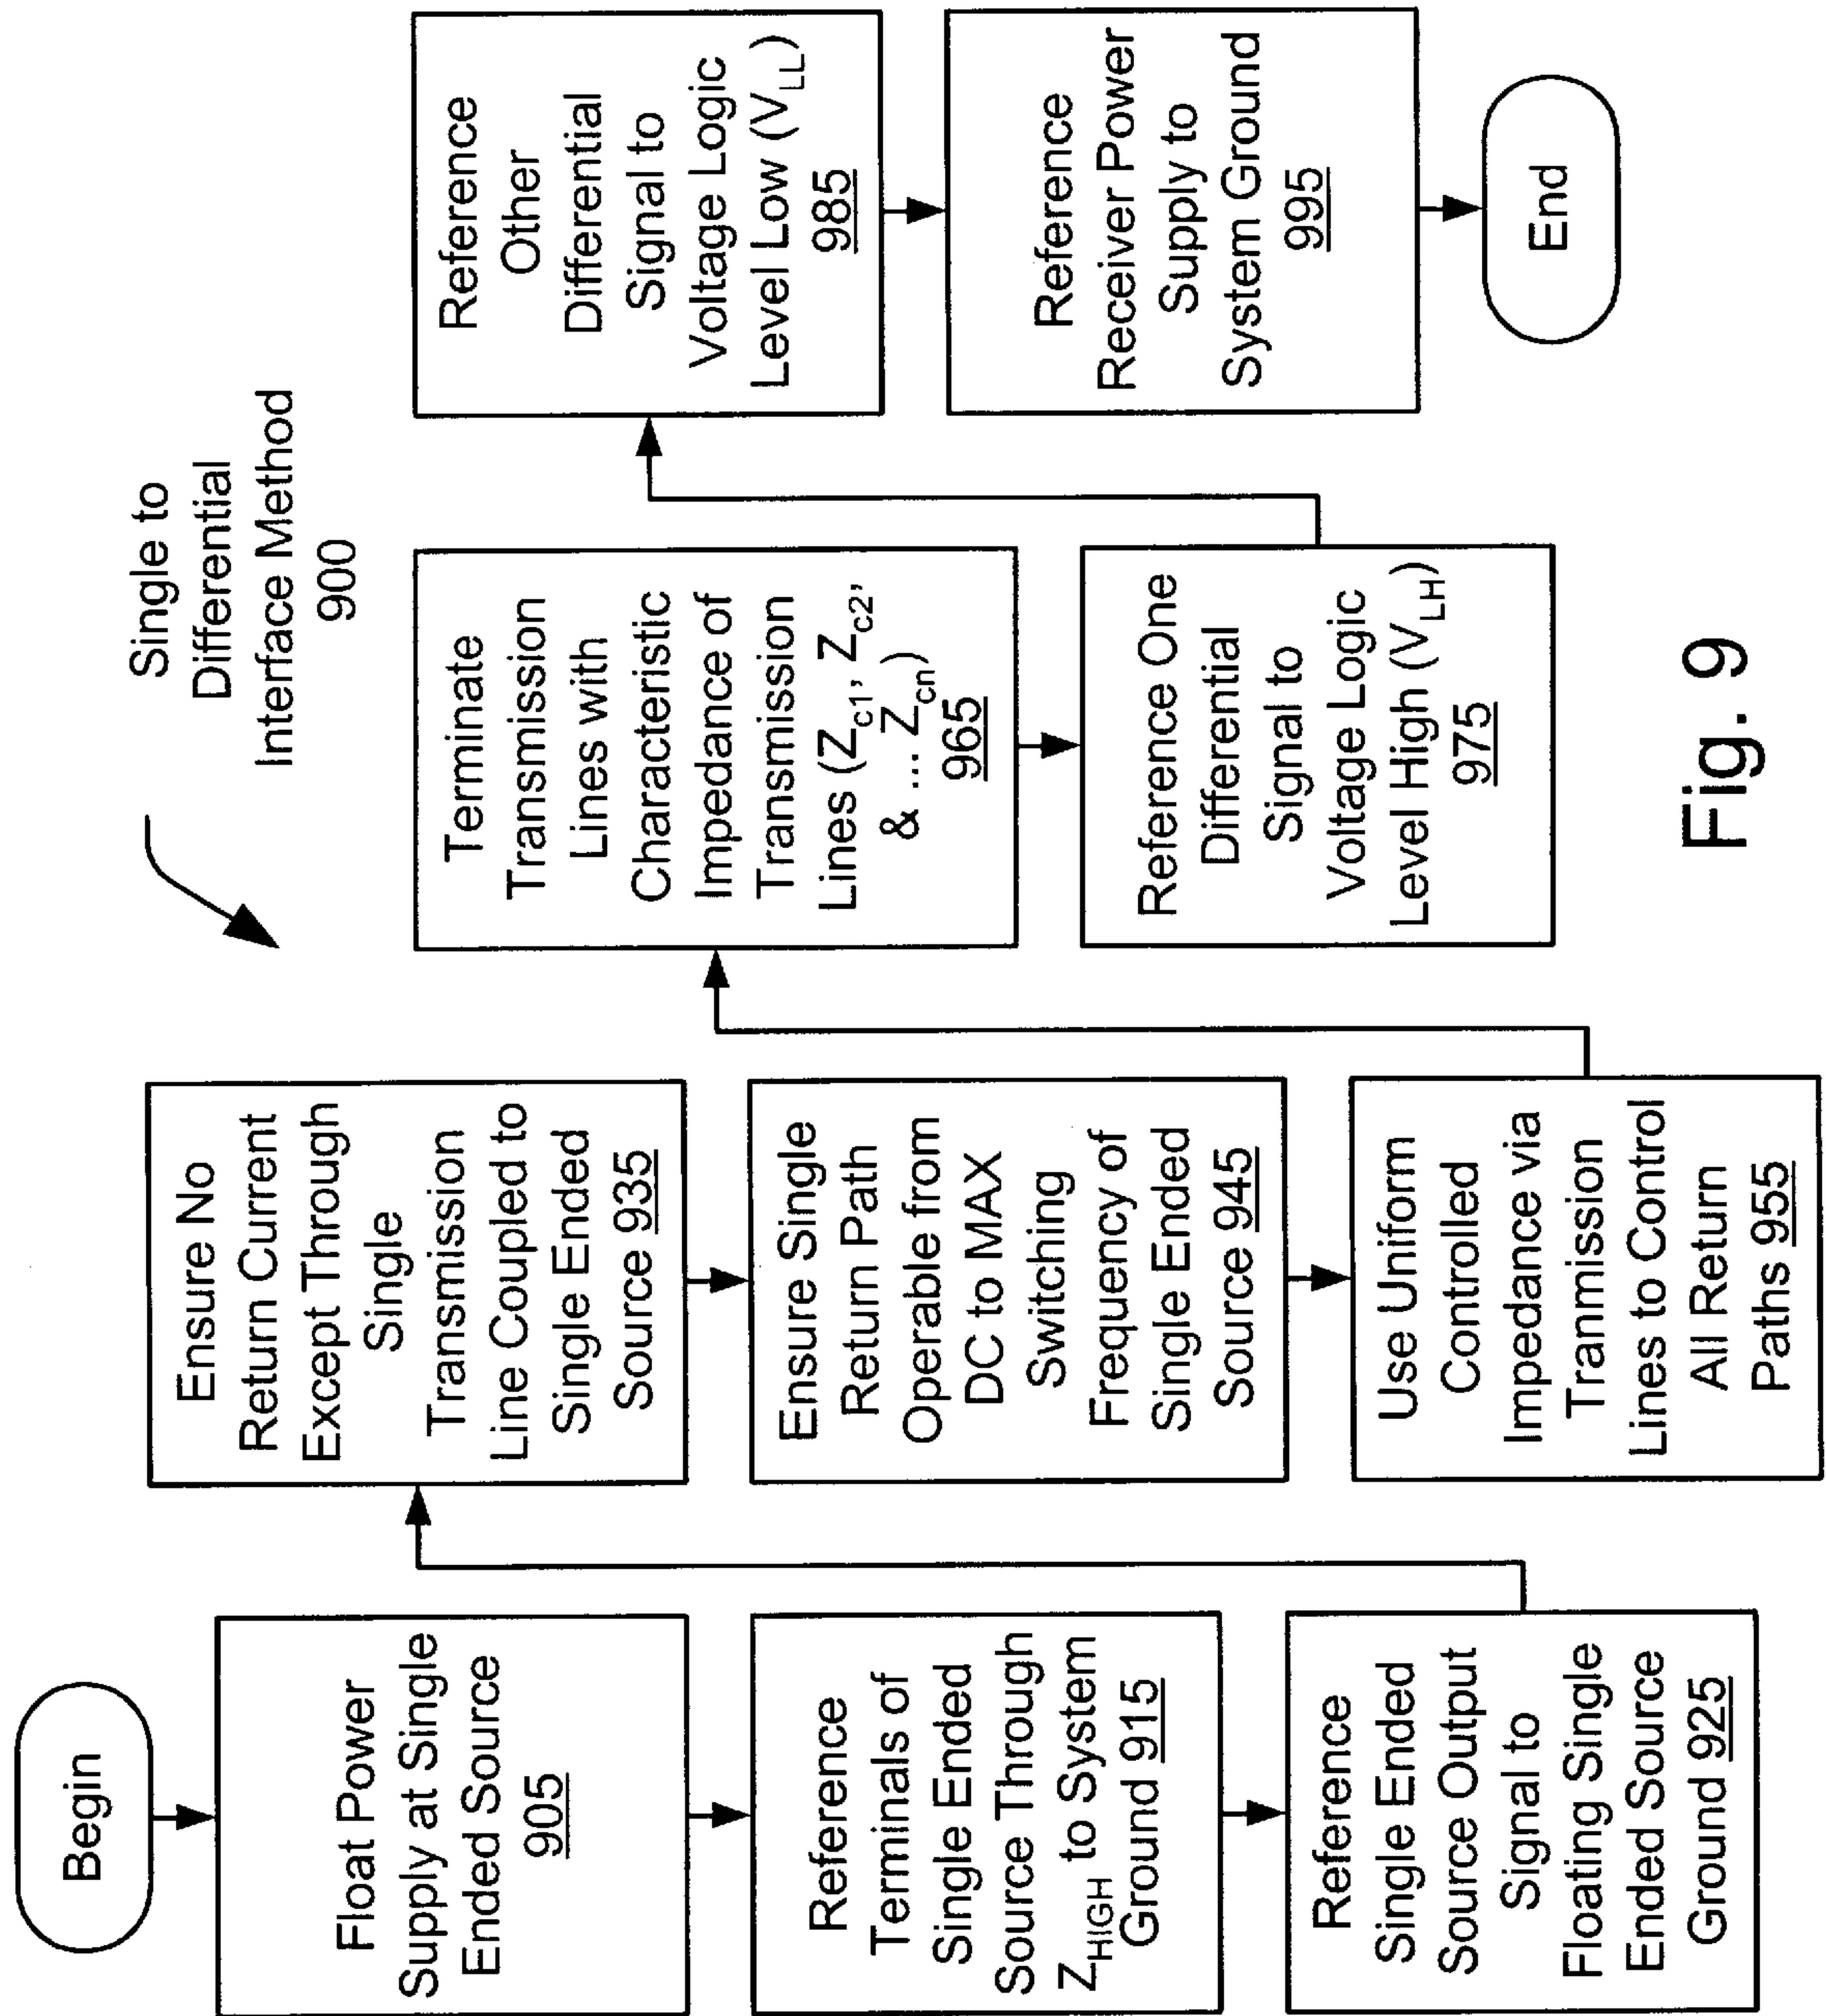 Single to
Differential
Interface Method
900
Begin
Float Power
Supply at Single
Ended Source
905
Reference
Terminals of
Single Ended
Source Through
Z_HIGH to System
Ground 915
Reference
Single Ended
Source Output
Signal to
Floating Single
Ended Source
Ground 925
Ensure No
Return Current
Except Through
Single
Transmission
Line Coupled to
Single Ended
Source 935
Ensure Single
Return Path
Operable from
DC to MAX
Switching
Frequency of
Single Ended
Source 945
Use Uniform
Controlled
Impedance via
Tranmission
Lines to Control
All Return
Paths 955
Terminate
Transmission
Lines with
Characteristic
Impedance of
Transmission
Lines (Z_c1, Z_c2,
& ... Z_cn)
965
Reference One
Differential
Signal to
Voltage Logic
Level High (V_LH)
975
Reference
Other
Differential
Signal to
Voltage Logic
Level Low (V_LL)
985
Reference
Receiver Power
Supply to
System Ground
995
End
Fig. 9